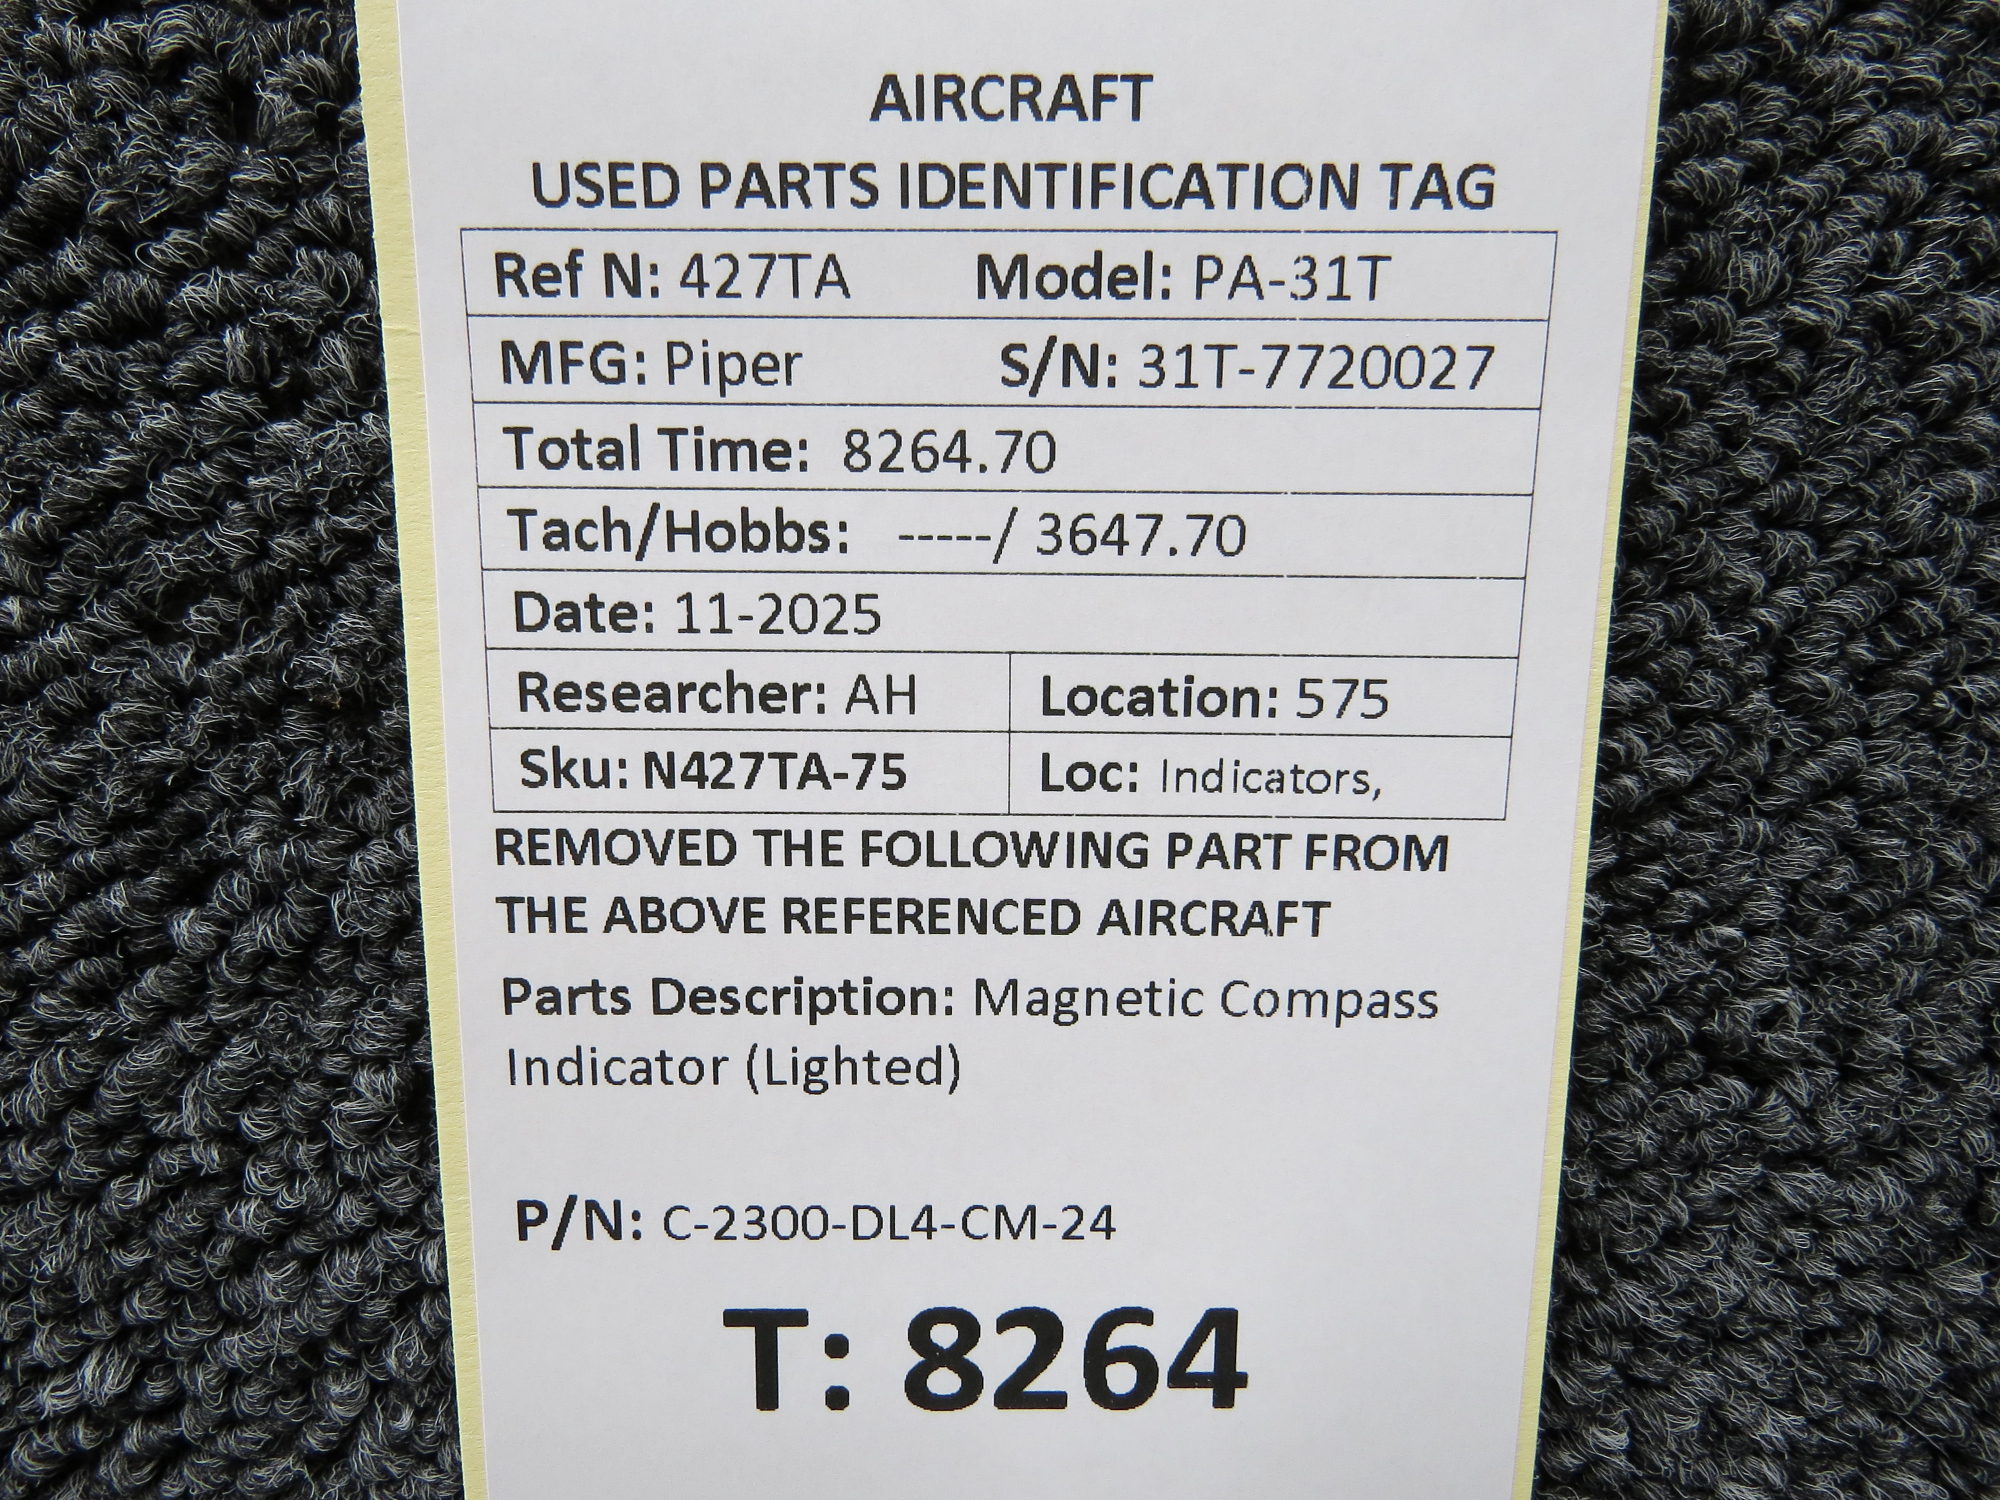 AIRCRAFT
USED PARTS IDENTIFICATION TAG
Ref N: 427TA Model: PA-31T
MFG: Piper S/N: 31T-7720027
Total Time: 8264.70
Tach/Hobbs: -----/ 3647.70
Date: 11-2025
Researcher: AH Location: 575
Sku: N427TA-75 Loc: Indicators,
REMOVED THE FOLLOWING PART FROM
THE ABOVE REFERENCED AIRCRAFT
Parts Description: Magnetic Compass
Indicator (Lighted)
P/N: C-2300-DL4-CM-24
T: 8264